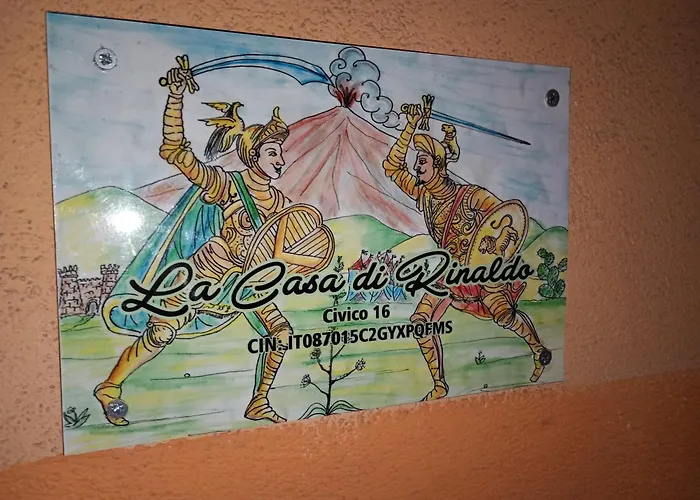 La Casa di Rinaldo
Civico 16
CIN: IT087015C2GYXPQFMS